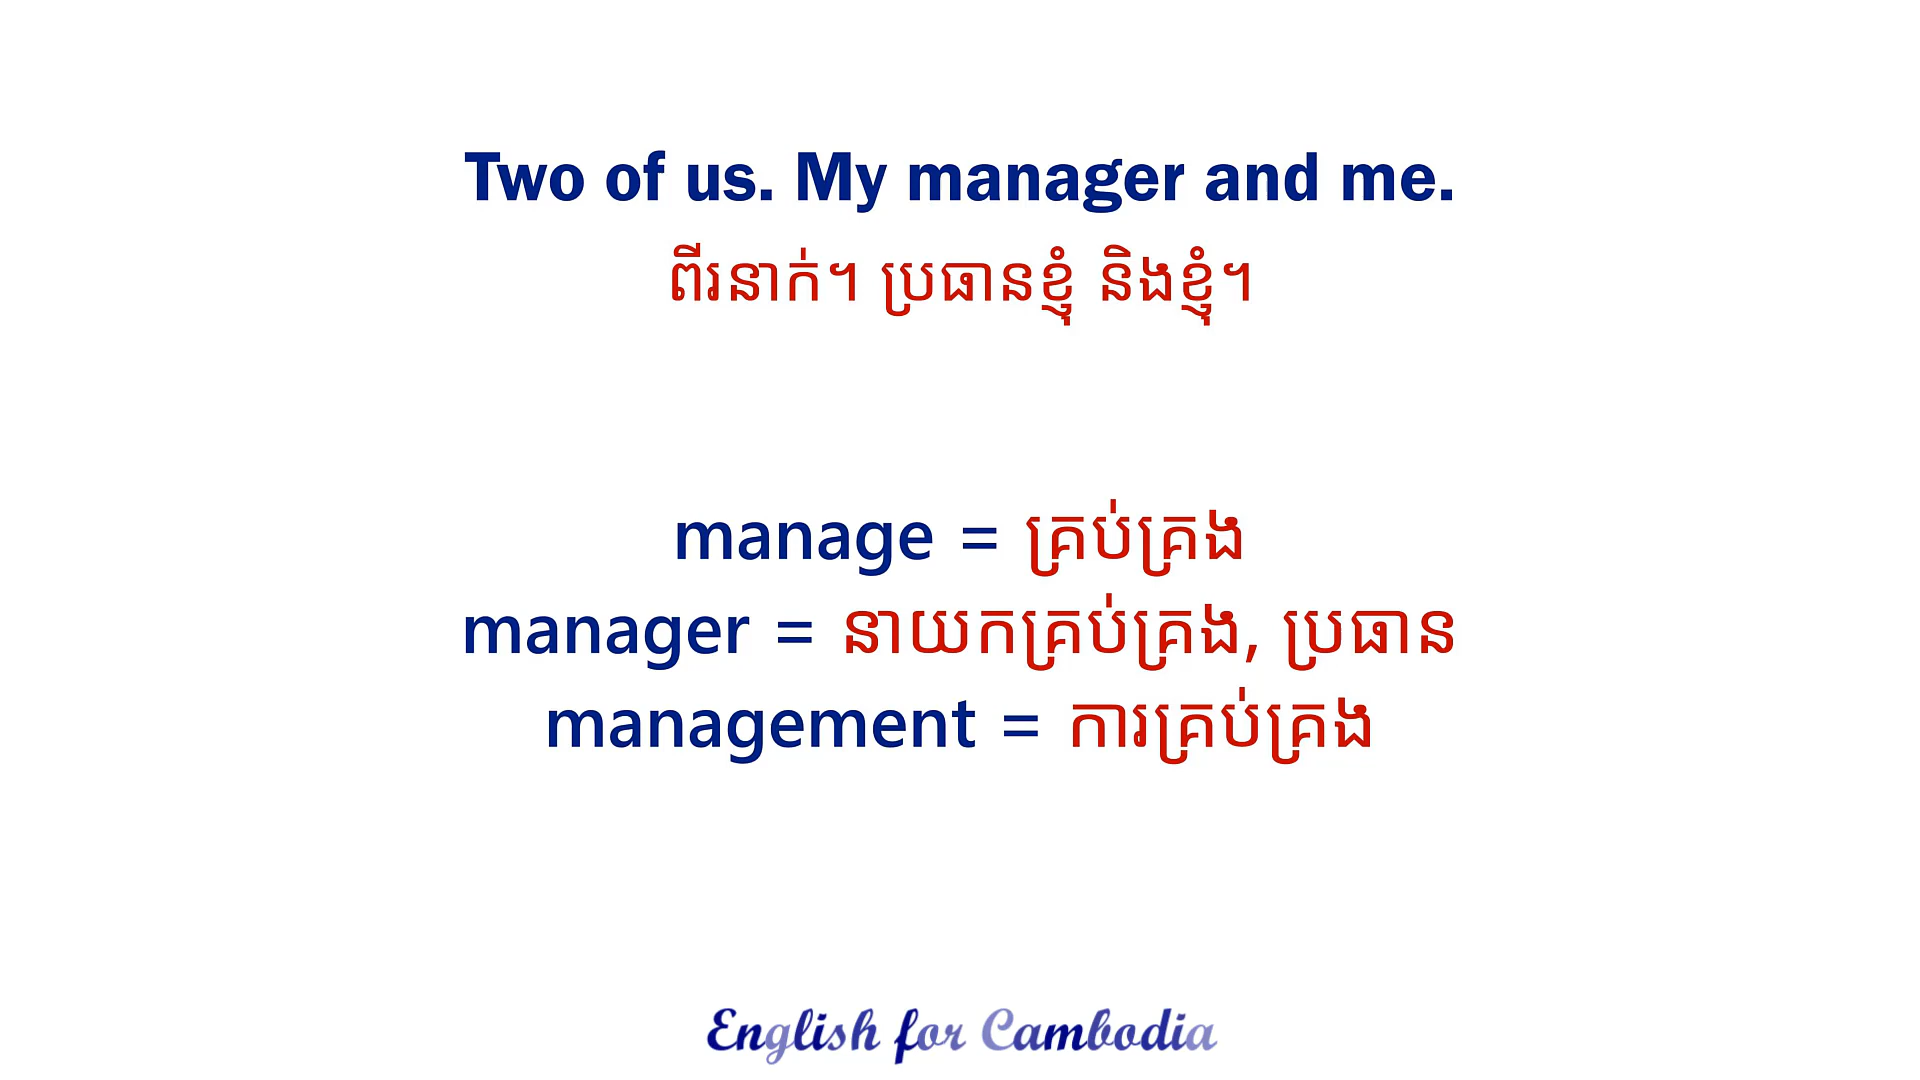 Two of us. My manager and me.
ពីរនាក់។ ប្រធានខ្ញុំ និងខ្ញុំ។
manage = គ្រប់គ្រង
manager = នាយកគ្រប់គ្រង, ប្រធាន
management = ការគ្រប់គ្រង
English for Cambodia